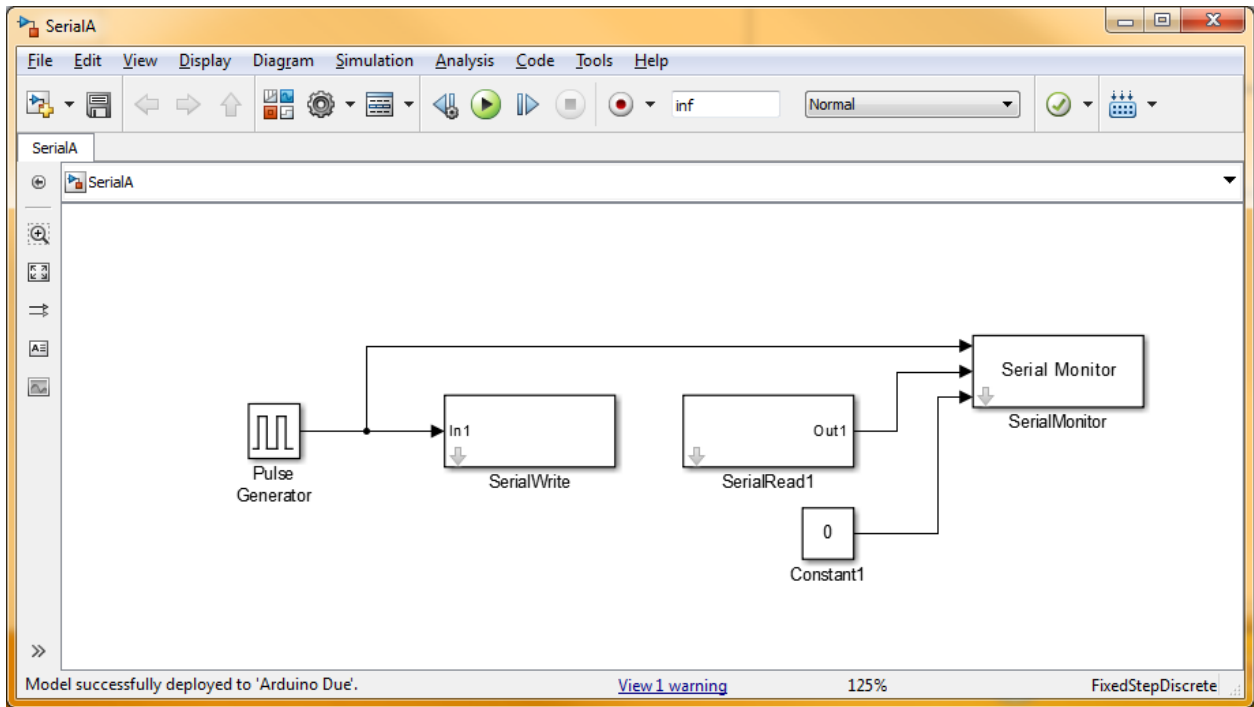 SerialA
File Edit View Display Diagram Simulation Analysis Code Tools Help
inf Normal
SerialA
SerialA
Serial Monitor
SerialMonitor
In1
SerialWrite
Out1
SerialRead1
Pulse
Generator
0
Constant1
Model successfully deployed to 'Arduino Due'. View 1 warning 125% FixedStepDiscrete